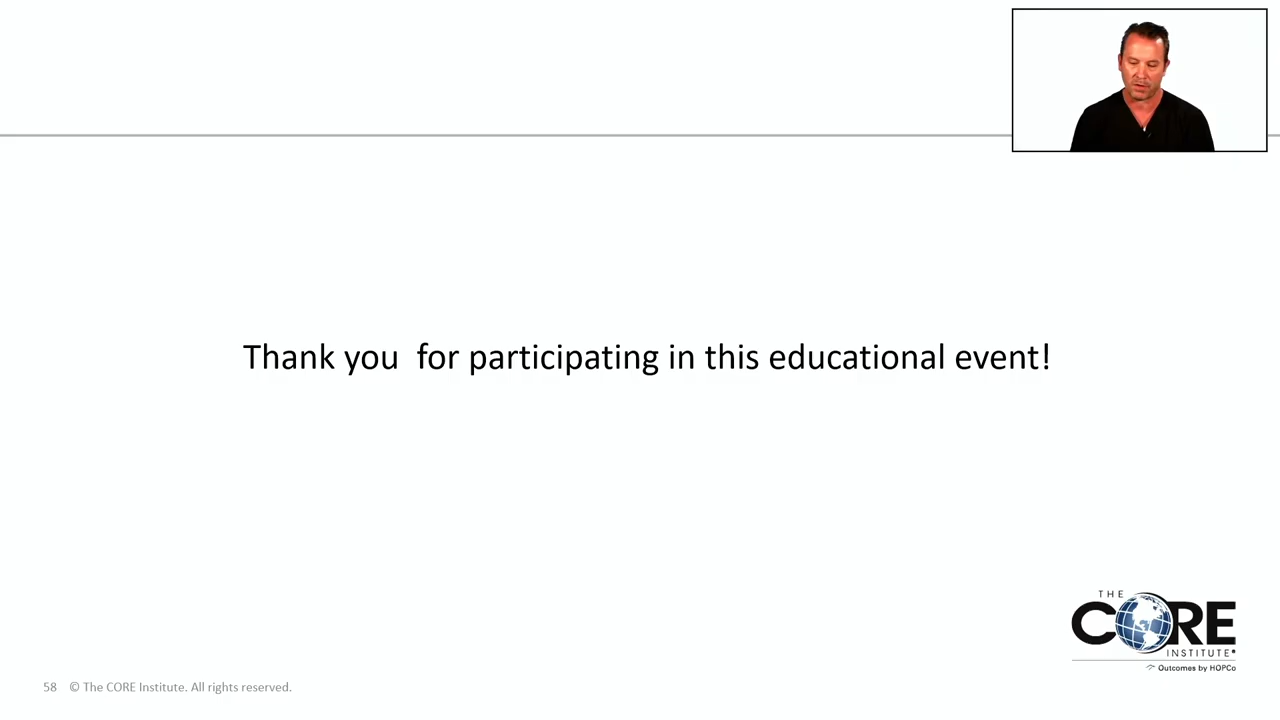 Thank you  for participating in this educational event!
THE
CORE
INSTITUTE®
Outcomes by HOPCo
58 © The CORE Institute. All rights reserved.